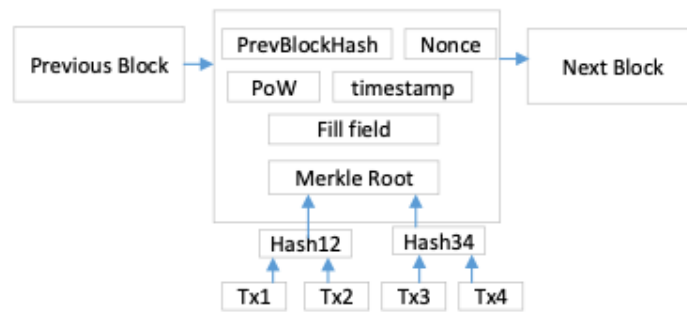 PrevBlockHash Nonce
Previous Block
Next Block
PoW timestamp
Fill field
Merkle Root
Hash12 Hash34
Tx1 Tx2 Tx3 Tx4